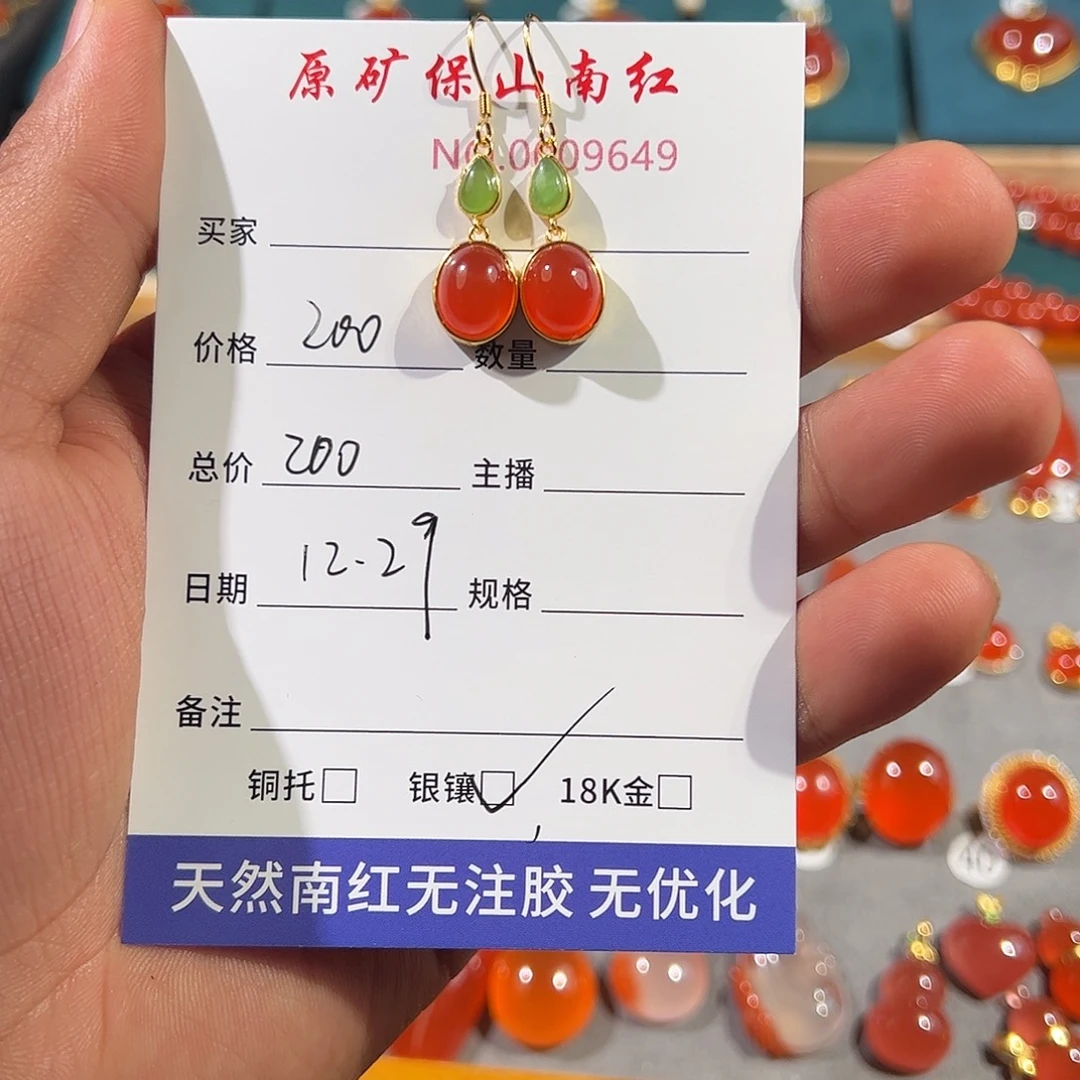 原矿保山南红
NO.0009649
买家
价格 200 数量
总价 200 主播
日期 12-29 规格
备注
铜托□ 银镶☑ 18K金□
天然南红无注胶 无优化
40